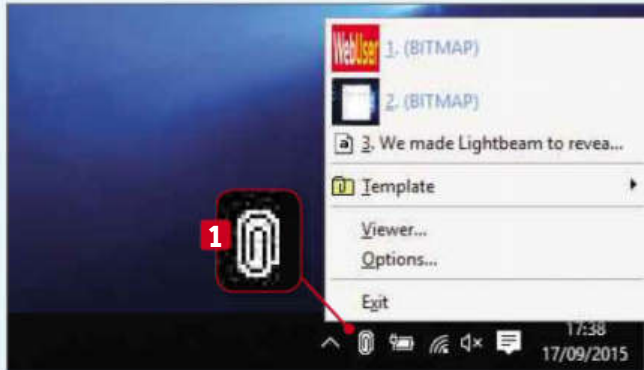 WebUser 1. (BITMAP)
2. (BITMAP)
a 3. We made Lightbeam to revea...
Template
Viewer...
Options...
Exit
1
17:38
17/09/2015